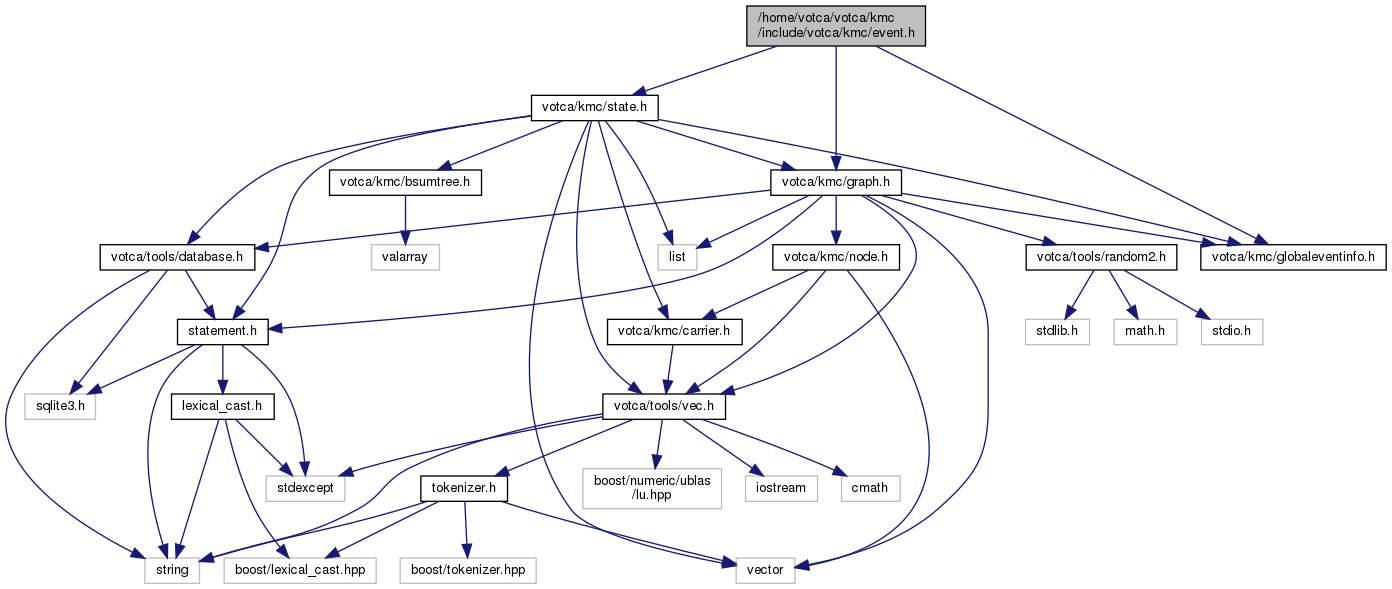 /home/votca/votca/kmc
/include/votca/kmc/event.h
votca/kmc/state.h
votca/kmc/bsumtree.h
votca/kmc/graph.h
votca/tools/database.h
valarray
list
votca/kmc/node.h
votca/tools/random2.h
votca/kmc/globaleventinfo.h
statement.h
votca/kmc/carrier.h
stdlib.h
math.h
stdio.h
sqlite3.h
lexical_cast.h
votca/tools/vec.h
stdexcept
tokenizer.h
boost/numeric/ublas
/lu.hpp
iostream
cmath
string
boost/lexical_cast.hpp
boost/tokenizer.hpp
vector